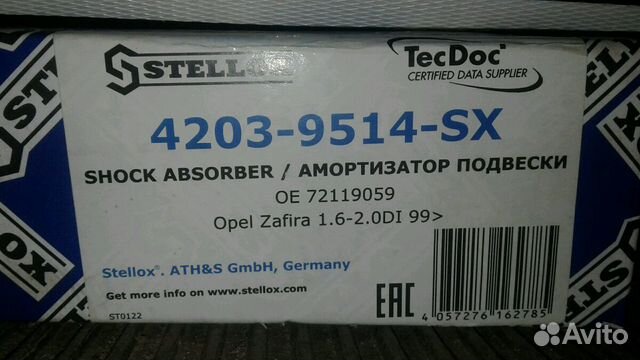 STELLOX
TecDoc
CERTIFIED DATA SUPPLIER
4203-9514-SX
SHOCK ABSORBER / АМОРТИЗАТОР ПОДВЕСКИ
OE 72119059
Opel Zafira 1.6-2.0DI 99>
Stellox®. ATH&S GmbH, Germany
Get more info on www.stellox.com
ST0122
EAC
4 057276 162785
Avito